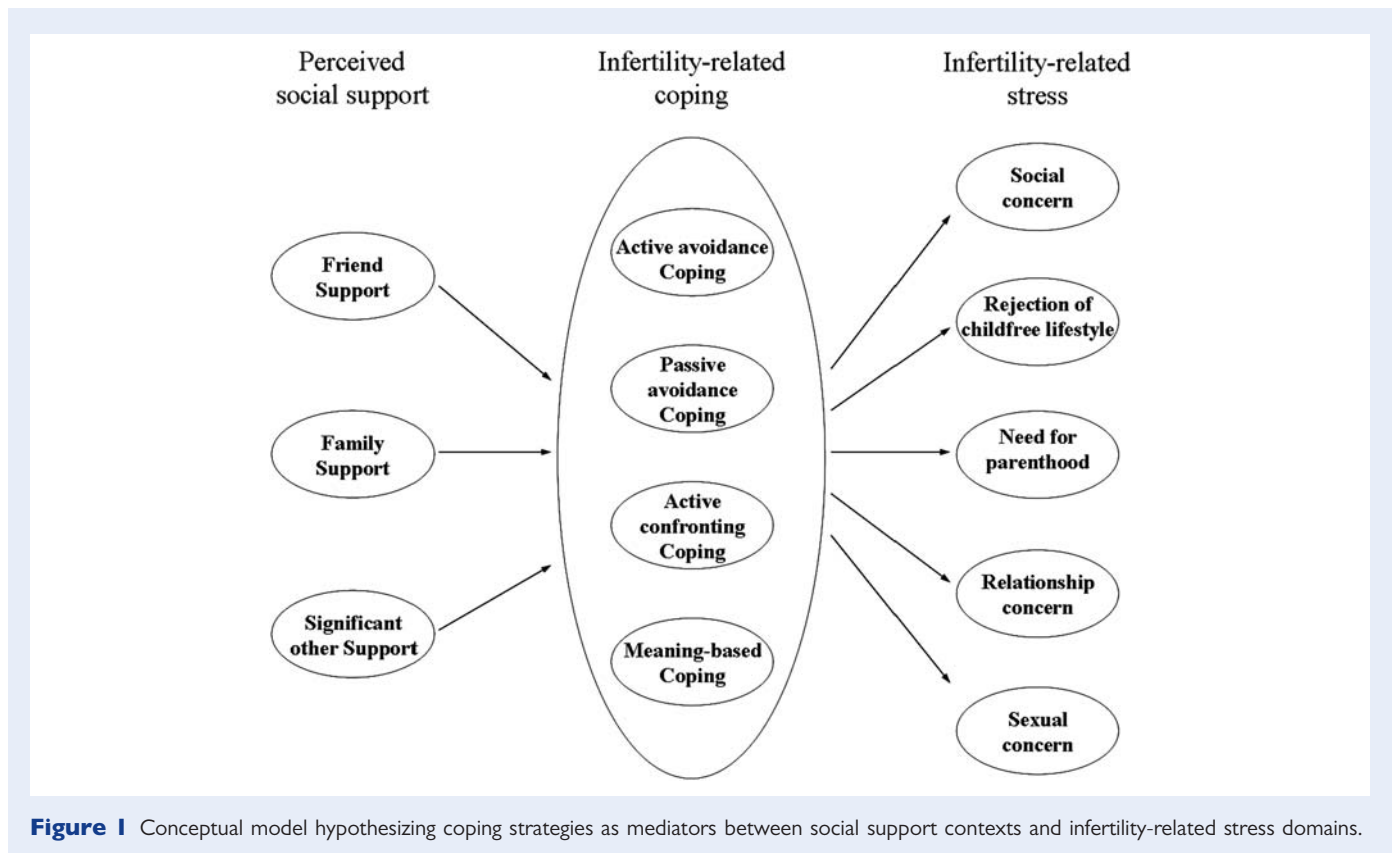 Perceived
social support
Infertility-related
coping
Infertility-related
stress
Friend
Support
Family
Support
Significant
other Support
Active avoidance
Coping
Passive
avoidance
Coping
Active
confronting
Coping
Meaning-based
Coping
Social
concern
Rejection of
childfree lifestyle
Need for
parenthood
Relationship
concern
Sexual
concern
Figure 1 Conceptual model hypothesizing coping strategies as mediators between social support contexts and infertility-related stress domains.